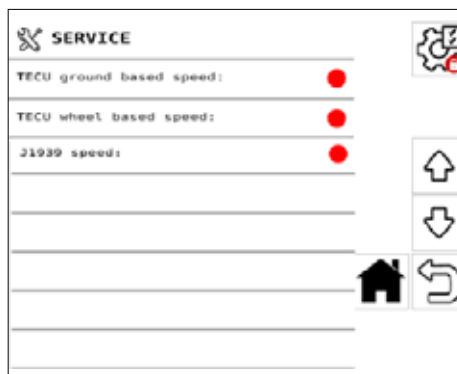 SERVICE
TECU ground based speed:
TECU wheel based speed:
J1939 speed: